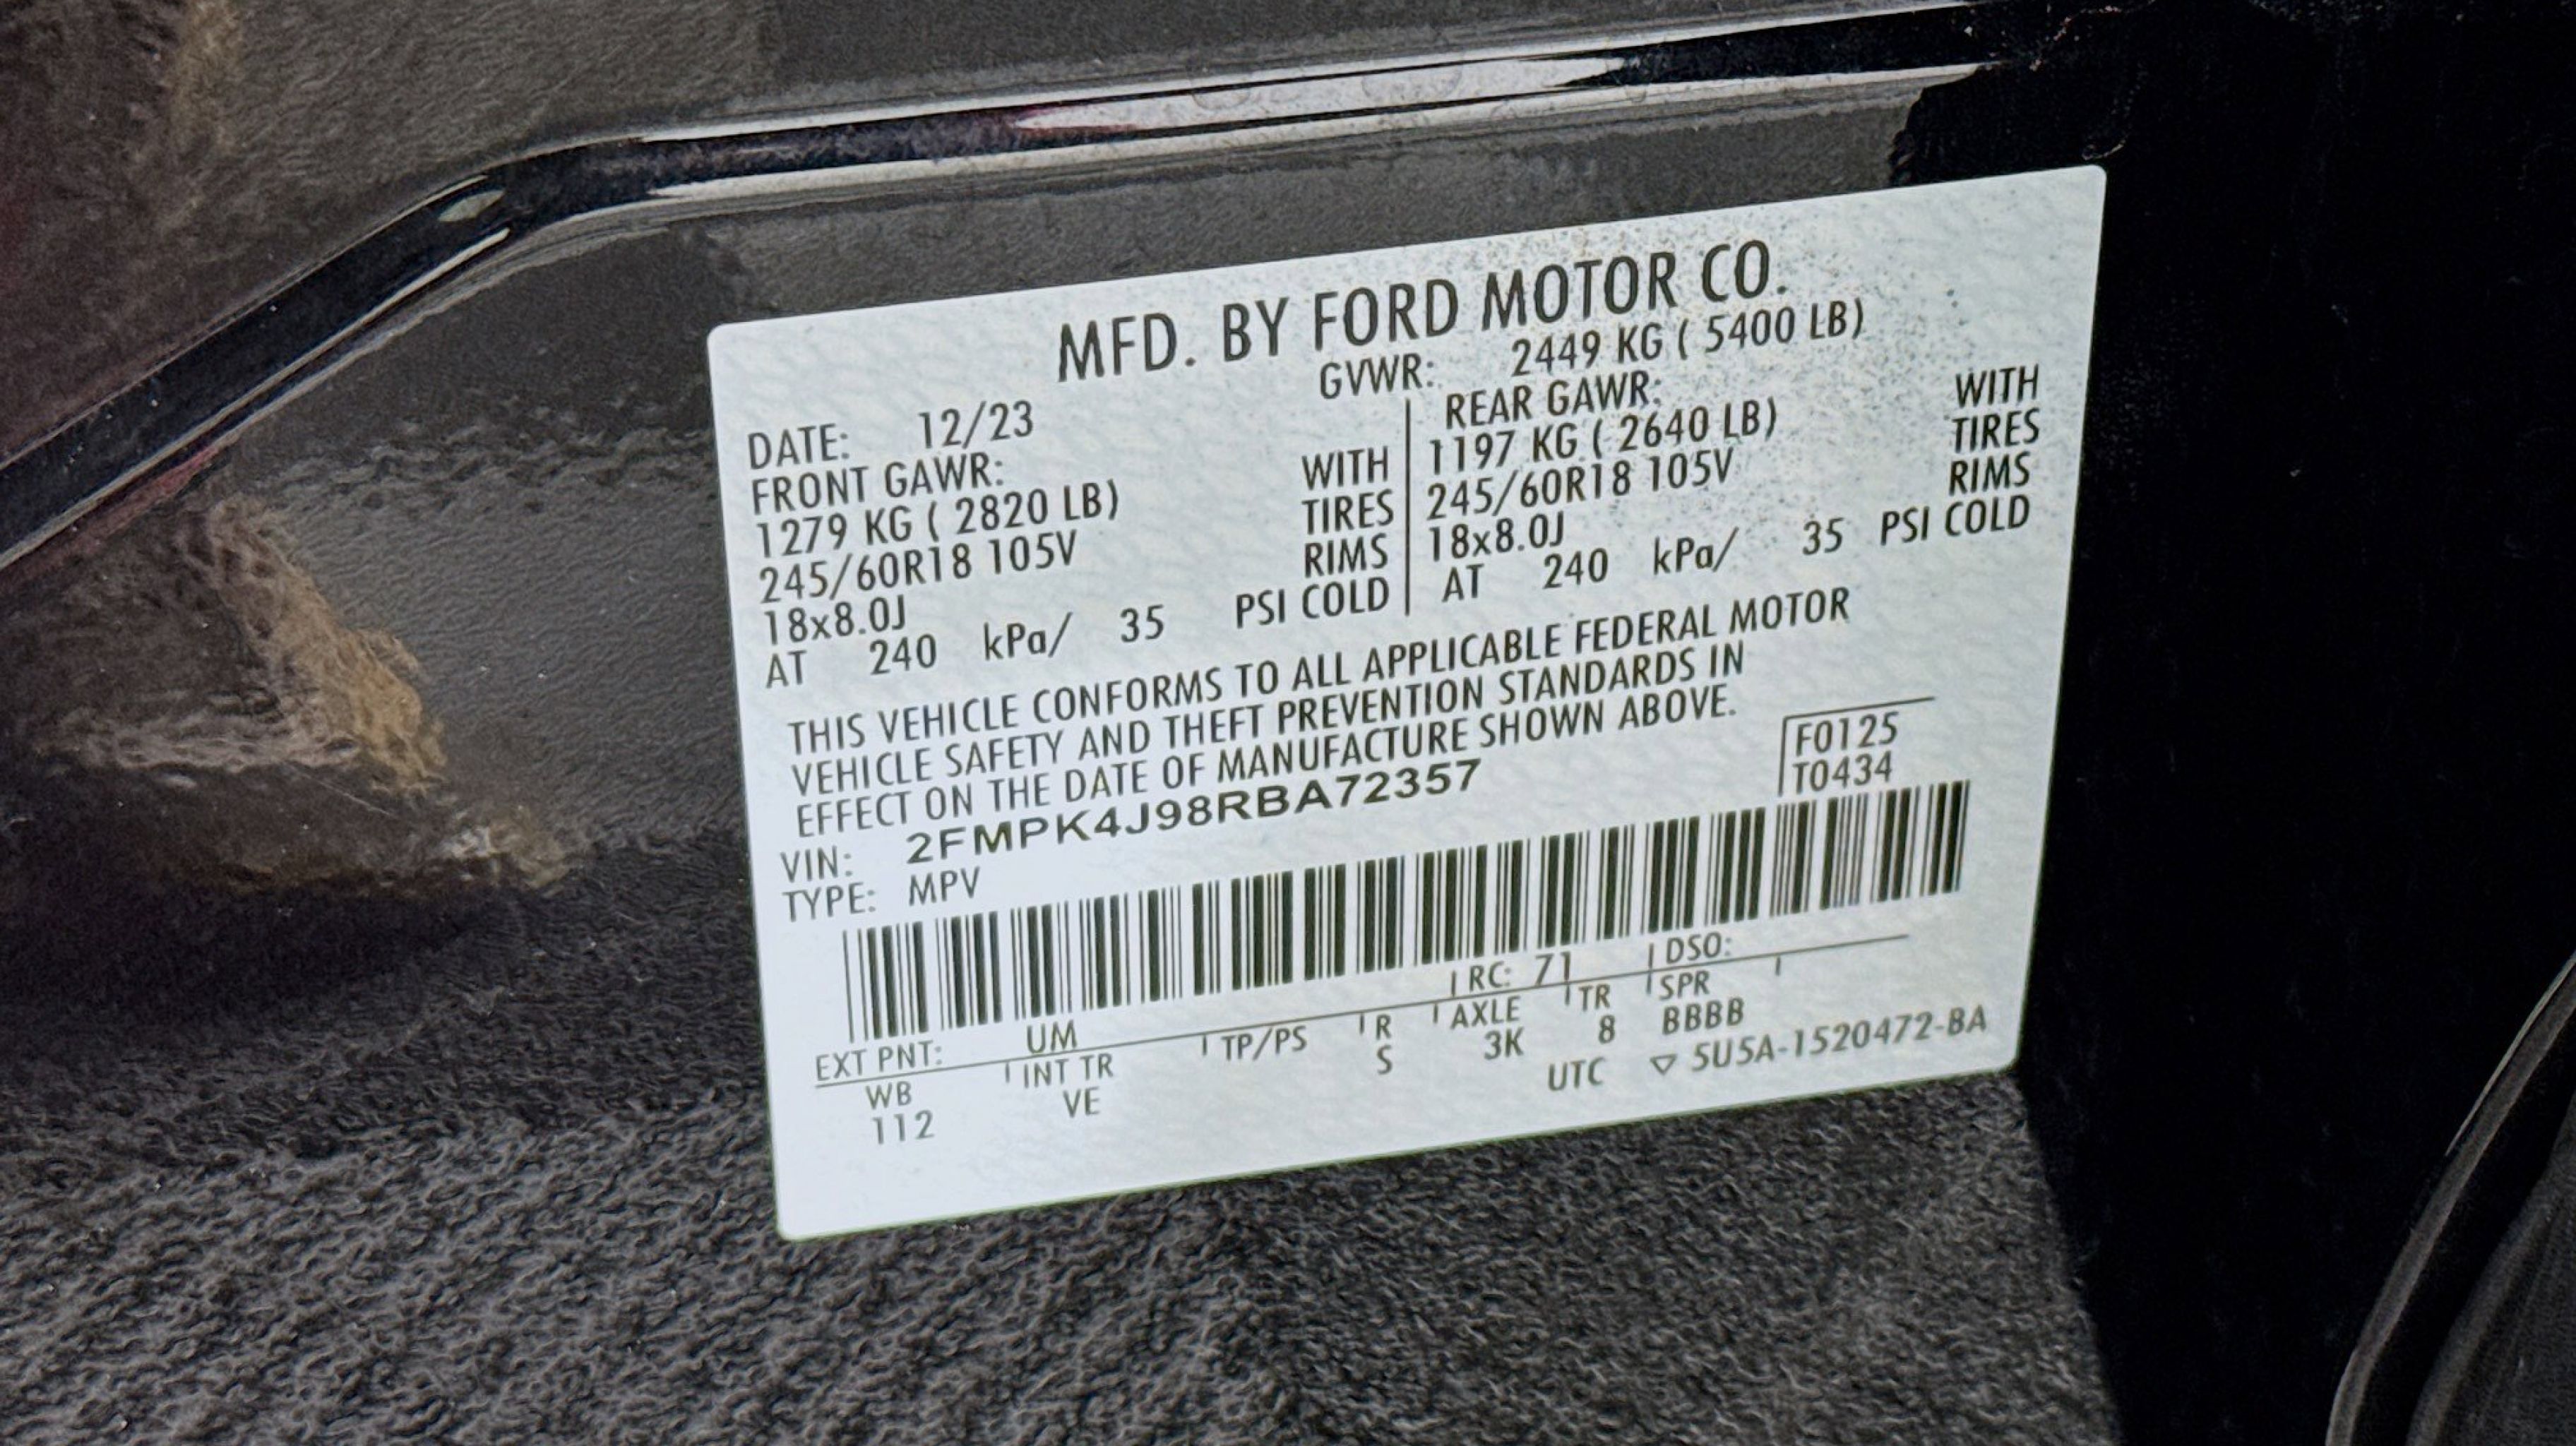 MFD. BY FORD MOTOR CO.
DATE: 12/23 GVWR: 2449 KG ( 5400 LB)
FRONT GAWR: REAR GAWR:
1279 KG ( 2820 LB) WITH 1197 KG ( 2640 LB) WITH
245/60R18 105V TIRES 245/60R18 105V TIRES
18x8.0J RIMS 18x8.0J RIMS
AT 240 kPa/ 35 PSI COLD AT 240 kPa/ 35 PSI COLD
THIS VEHICLE CONFORMS TO ALL APPLICABLE FEDERAL MOTOR
VEHICLE SAFETY AND THEFT PREVENTION STANDARDS IN
EFFECT ON THE DATE OF MANUFACTURE SHOWN ABOVE.
F0125
T0434
VIN: 2FMPK4J98RBA72357
TYPE: MPV
EXT PNT: UM RC: 71 DSO:
WB INT TR TP/PS R AXLE TR SPR
112 VE S 3K 8 BBBB
UTC ▽ 5U5A-1520472-BA